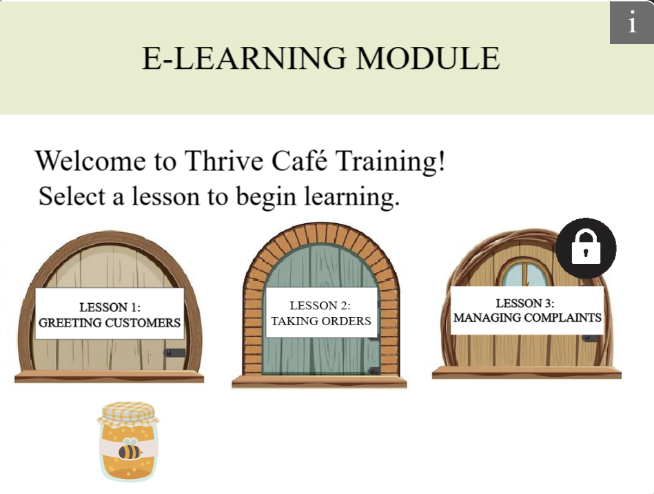 i
E-LEARNING MODULE
Welcome to Thrive Café Training!
Select a lesson to begin learning.
LESSON 1:
GREETING CUSTOMERS
LESSON 2:
TAKING ORDERS
LESSON 3:
MANAGING COMPLAINTS